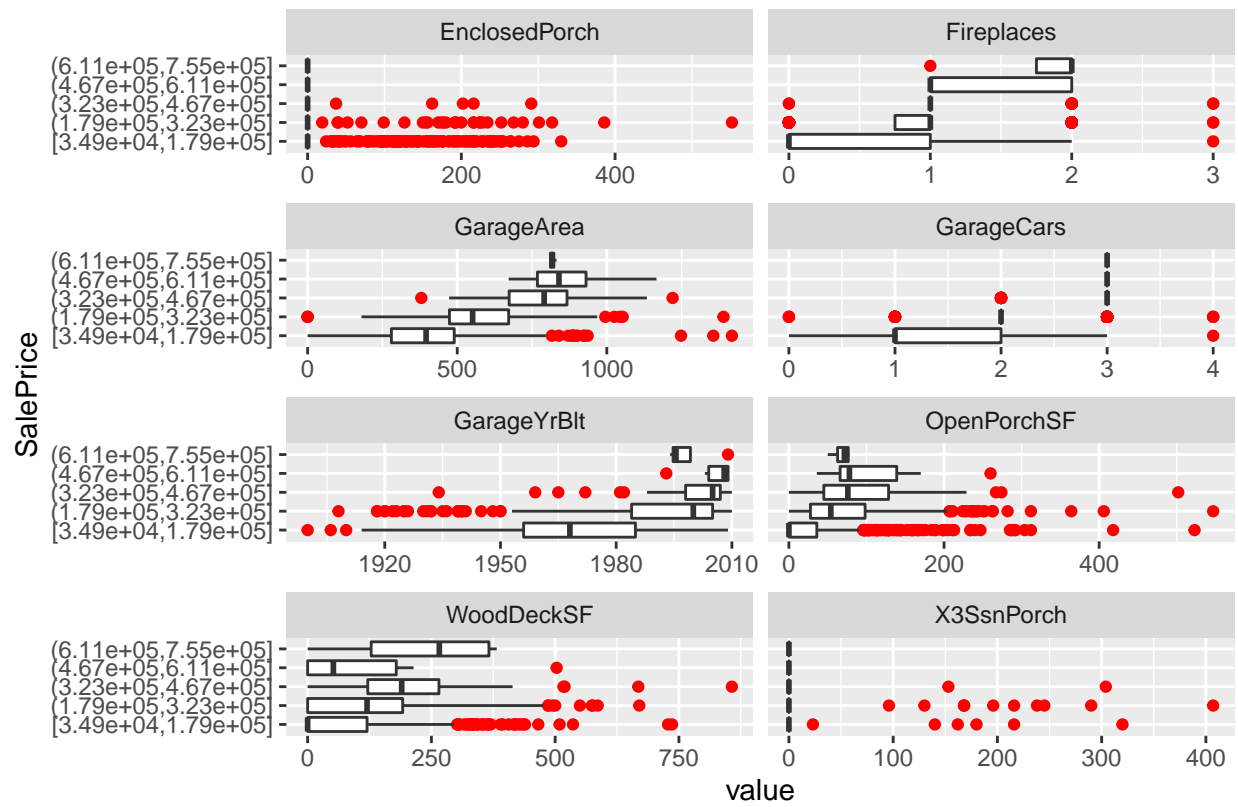 EnclosedPorch Fireplaces
(6.11e+05,7.55e+05]
(4.67e+05,6.11e+05]
(3.23e+05,4.67e+05]
(1.79e+05,3.23e+05]
[3.49e+04,1.79e+05]
0 200 400 0 1 2 3
GarageArea GarageCars
(6.11e+05,7.55e+05]
(4.67e+05,6.11e+05]
(3.23e+05,4.67e+05]
(1.79e+05,3.23e+05]
[3.49e+04,1.79e+05]
0 500 1000 0 1 2 3 4
SalePrice
GarageYrBlt OpenPorchSF
(6.11e+05,7.55e+05]
(4.67e+05,6.11e+05]
(3.23e+05,4.67e+05]
(1.79e+05,3.23e+05]
[3.49e+04,1.79e+05]
1920 1950 1980 2010 0 200 400
WoodDeckSF X3SsnPorch
(6.11e+05,7.55e+05]
(4.67e+05,6.11e+05]
(3.23e+05,4.67e+05]
(1.79e+05,3.23e+05]
[3.49e+04,1.79e+05]
0 250 500 750 0 100 200 300 400
value